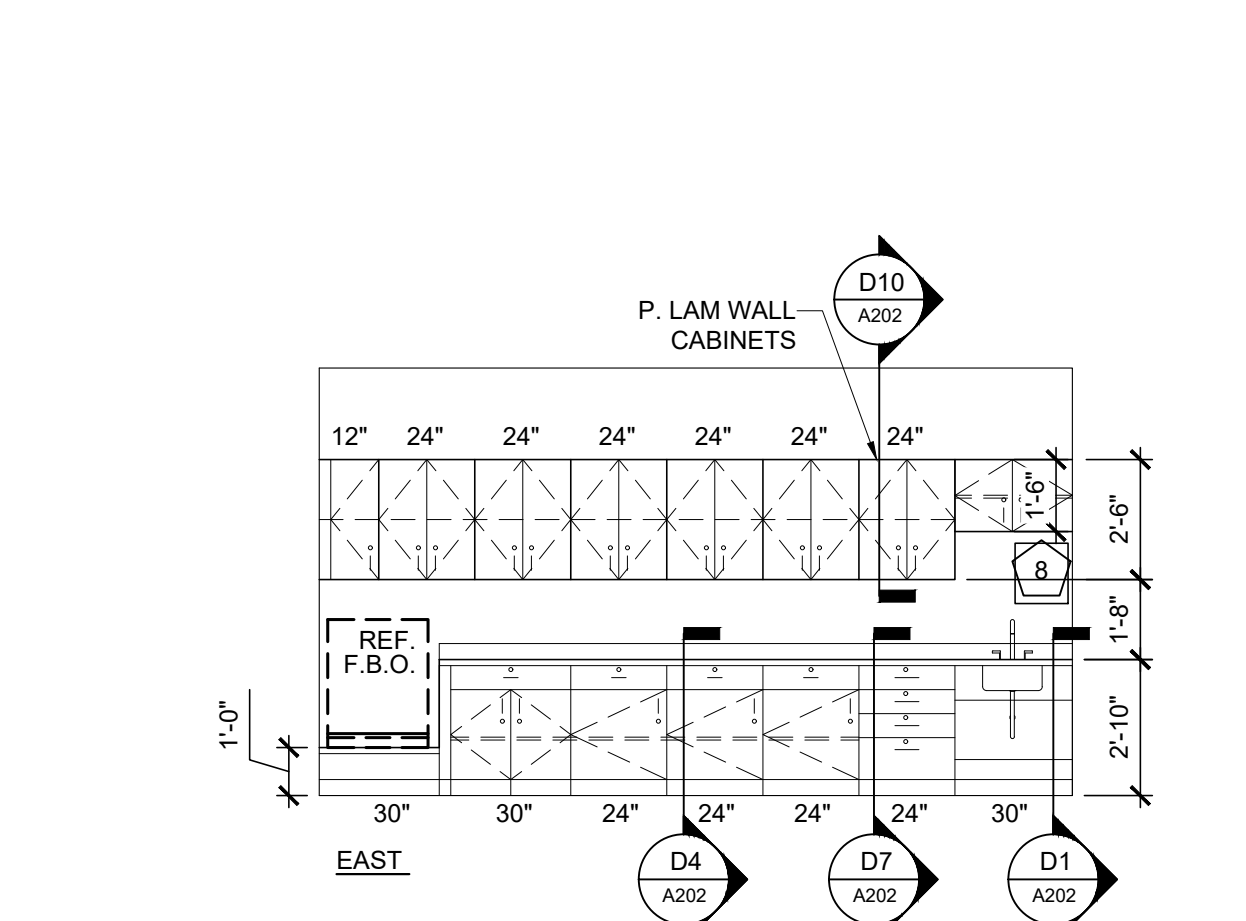 D10
A202
P. LAM WALL
CABINETS
12" 24" 24" 24" 24" 24" 24"
1'-6"
2'-6"
8
1'-8"
REF.
F.B.O.
1'-0"
2'-10"
30" 30" 24" 24" 24" 24" 30"
EAST
D4 D7 D1
A202 A202 A202